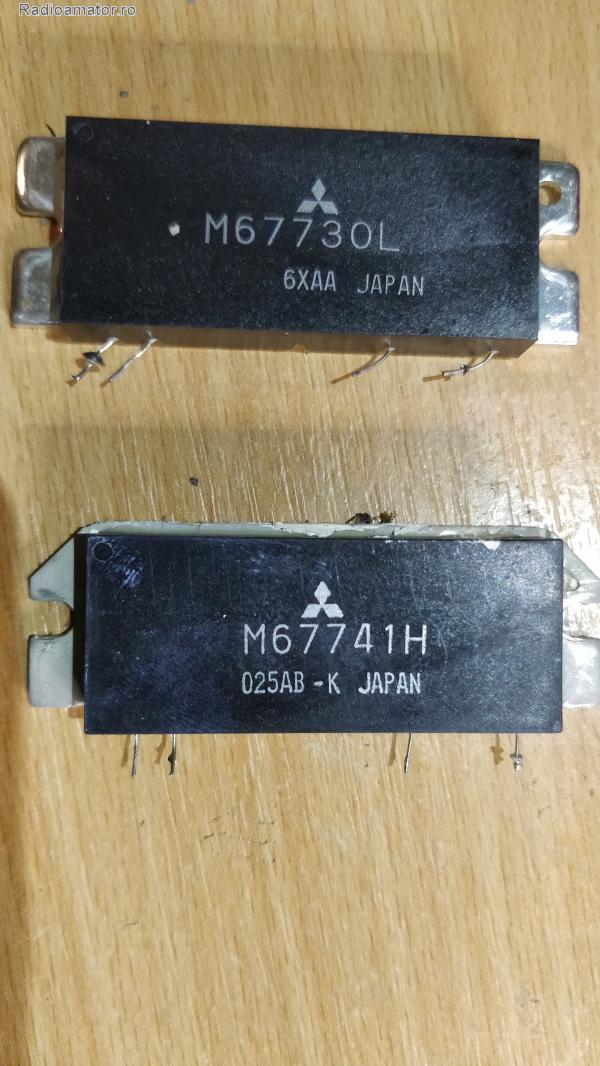 Radioamator.ro
M67730L
6XAA JAPAN
M67741H
025AB-K JAPAN